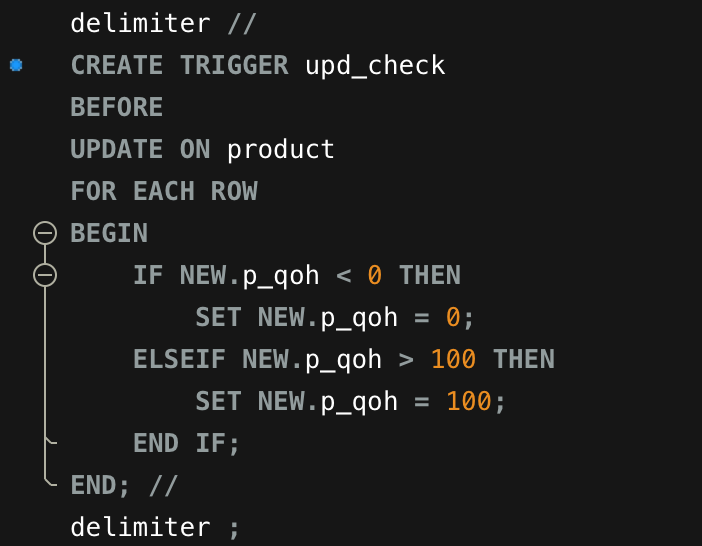 delimiter //
CREATE TRIGGER upd_check
BEFORE
UPDATE ON product
FOR EACH ROW
BEGIN
    IF NEW.p_qoh < 0 THEN
        SET NEW.p_qoh = 0;
    ELSEIF NEW.p_qoh > 100 THEN
        SET NEW.p_qoh = 100;
    END IF;
END; //
delimiter ;